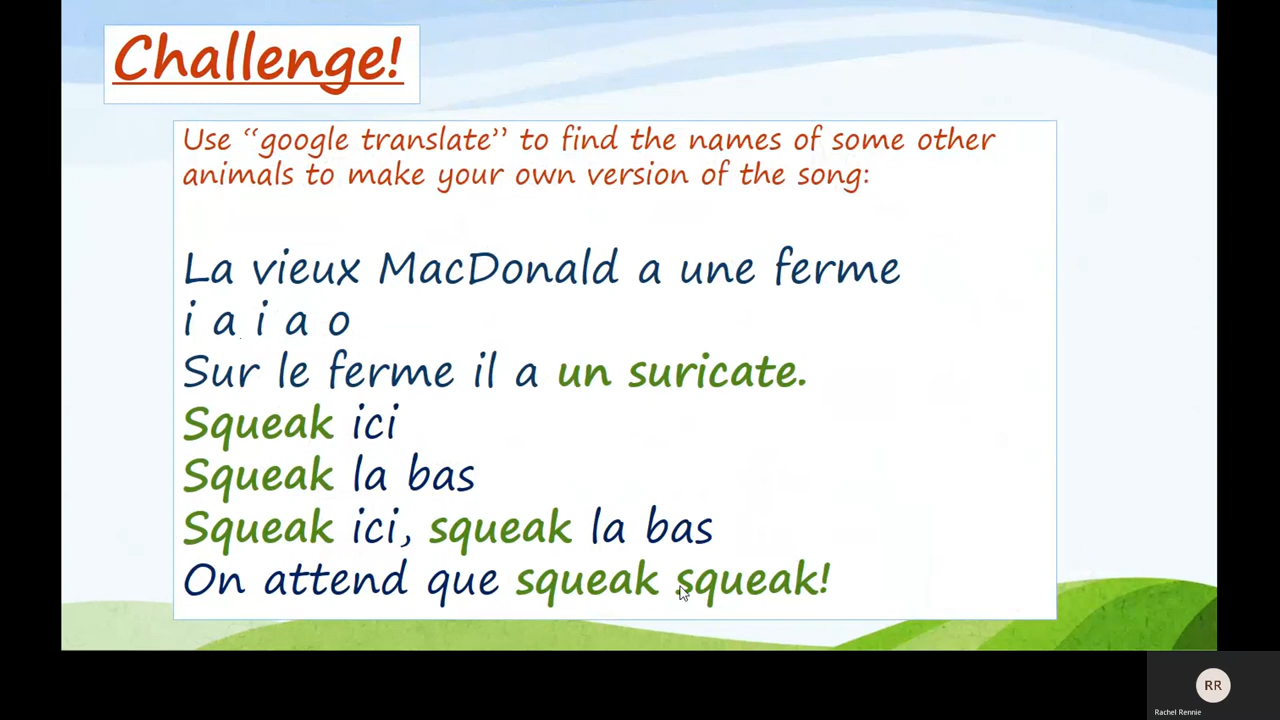 Challenge!
Use “google translate” to find the names of some other
animals to make your own version of the song:
La vieux MacDonald a une ferme
i a i a o
Sur le ferme il a un suricate.
Squeak ici
Squeak la bas
Squeak ici, squeak la bas
On attend que squeak squeak!
RR
Rachel Rennie